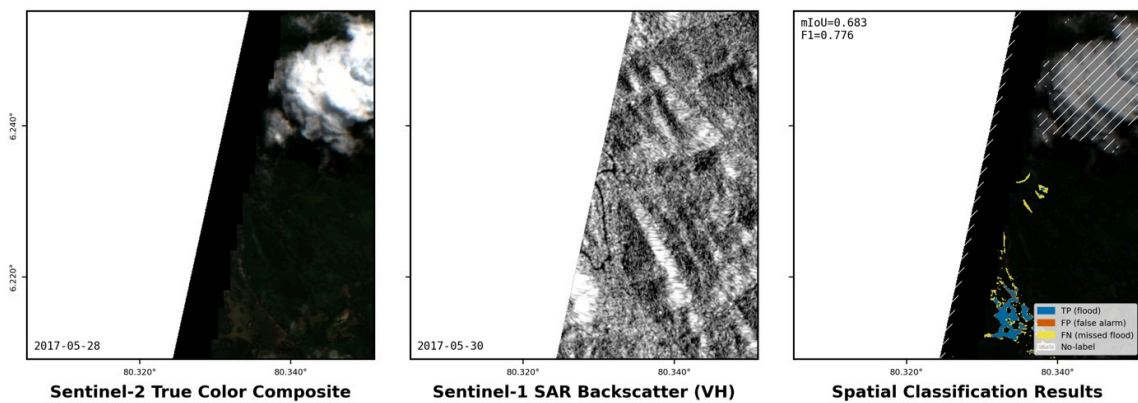 mIoU=0.683
F1=0.776
6.240°
6.220°
2017-05-28
2017-05-30
TP (flood)
FP (false alarm)
FN (missed flood)
No-label
80.320°
80.340°
80.320°
80.340°
80.320°
80.340°
Sentinel-2 True Color Composite
Sentinel-1 SAR Backscatter (VH)
Spatial Classification Results